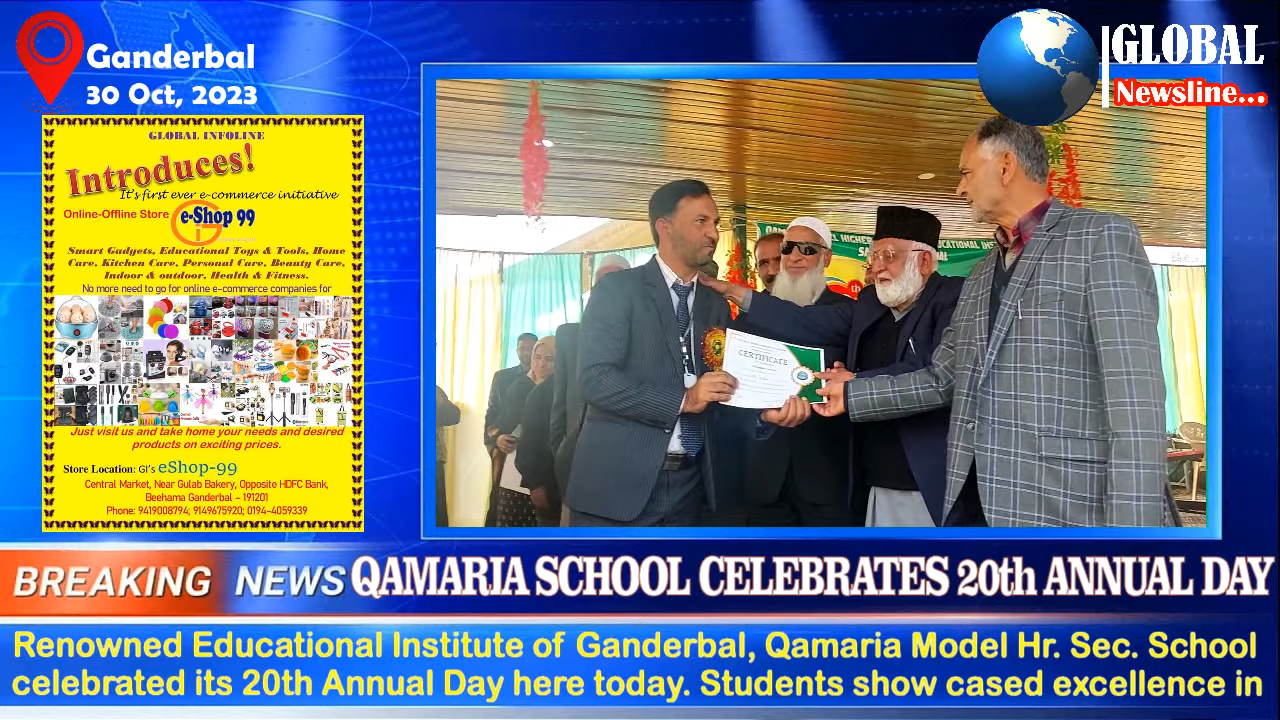 Ganderbal
30 Oct, 2023
GLOBAL
Newsline...
GLOBAL INFOLINE
Introduces!
It's first ever e-commerce initiative
Online-Offline Store
e-Shop 99
Smart Gadgets, Educational Toys & Tools, Home
Care, Kitchen Care, Personal Care, Beauty Care,
Indoor & outdoor, Health & Fitness.
No more need to go for online e-commerce companies for
Just visit us and take home your needs and desired
products on exciting prices.
Store Location: GI's eShop-99
Central Market, Near Gulab Bakery, Opposite HDFC Bank,
Beehama Ganderbal – 191201
Phone: 9419008794; 9149675920; 0194-4059339
CERTIFICATE
BREAKING NEWS
QAMARIA SCHOOL CELEBRATES 20th ANNUAL DAY
Renowned Educational Institute of Ganderbal, Qamaria Model Hr. Sec. School
celebrated its 20th Annual Day here today. Students show cased excellence in